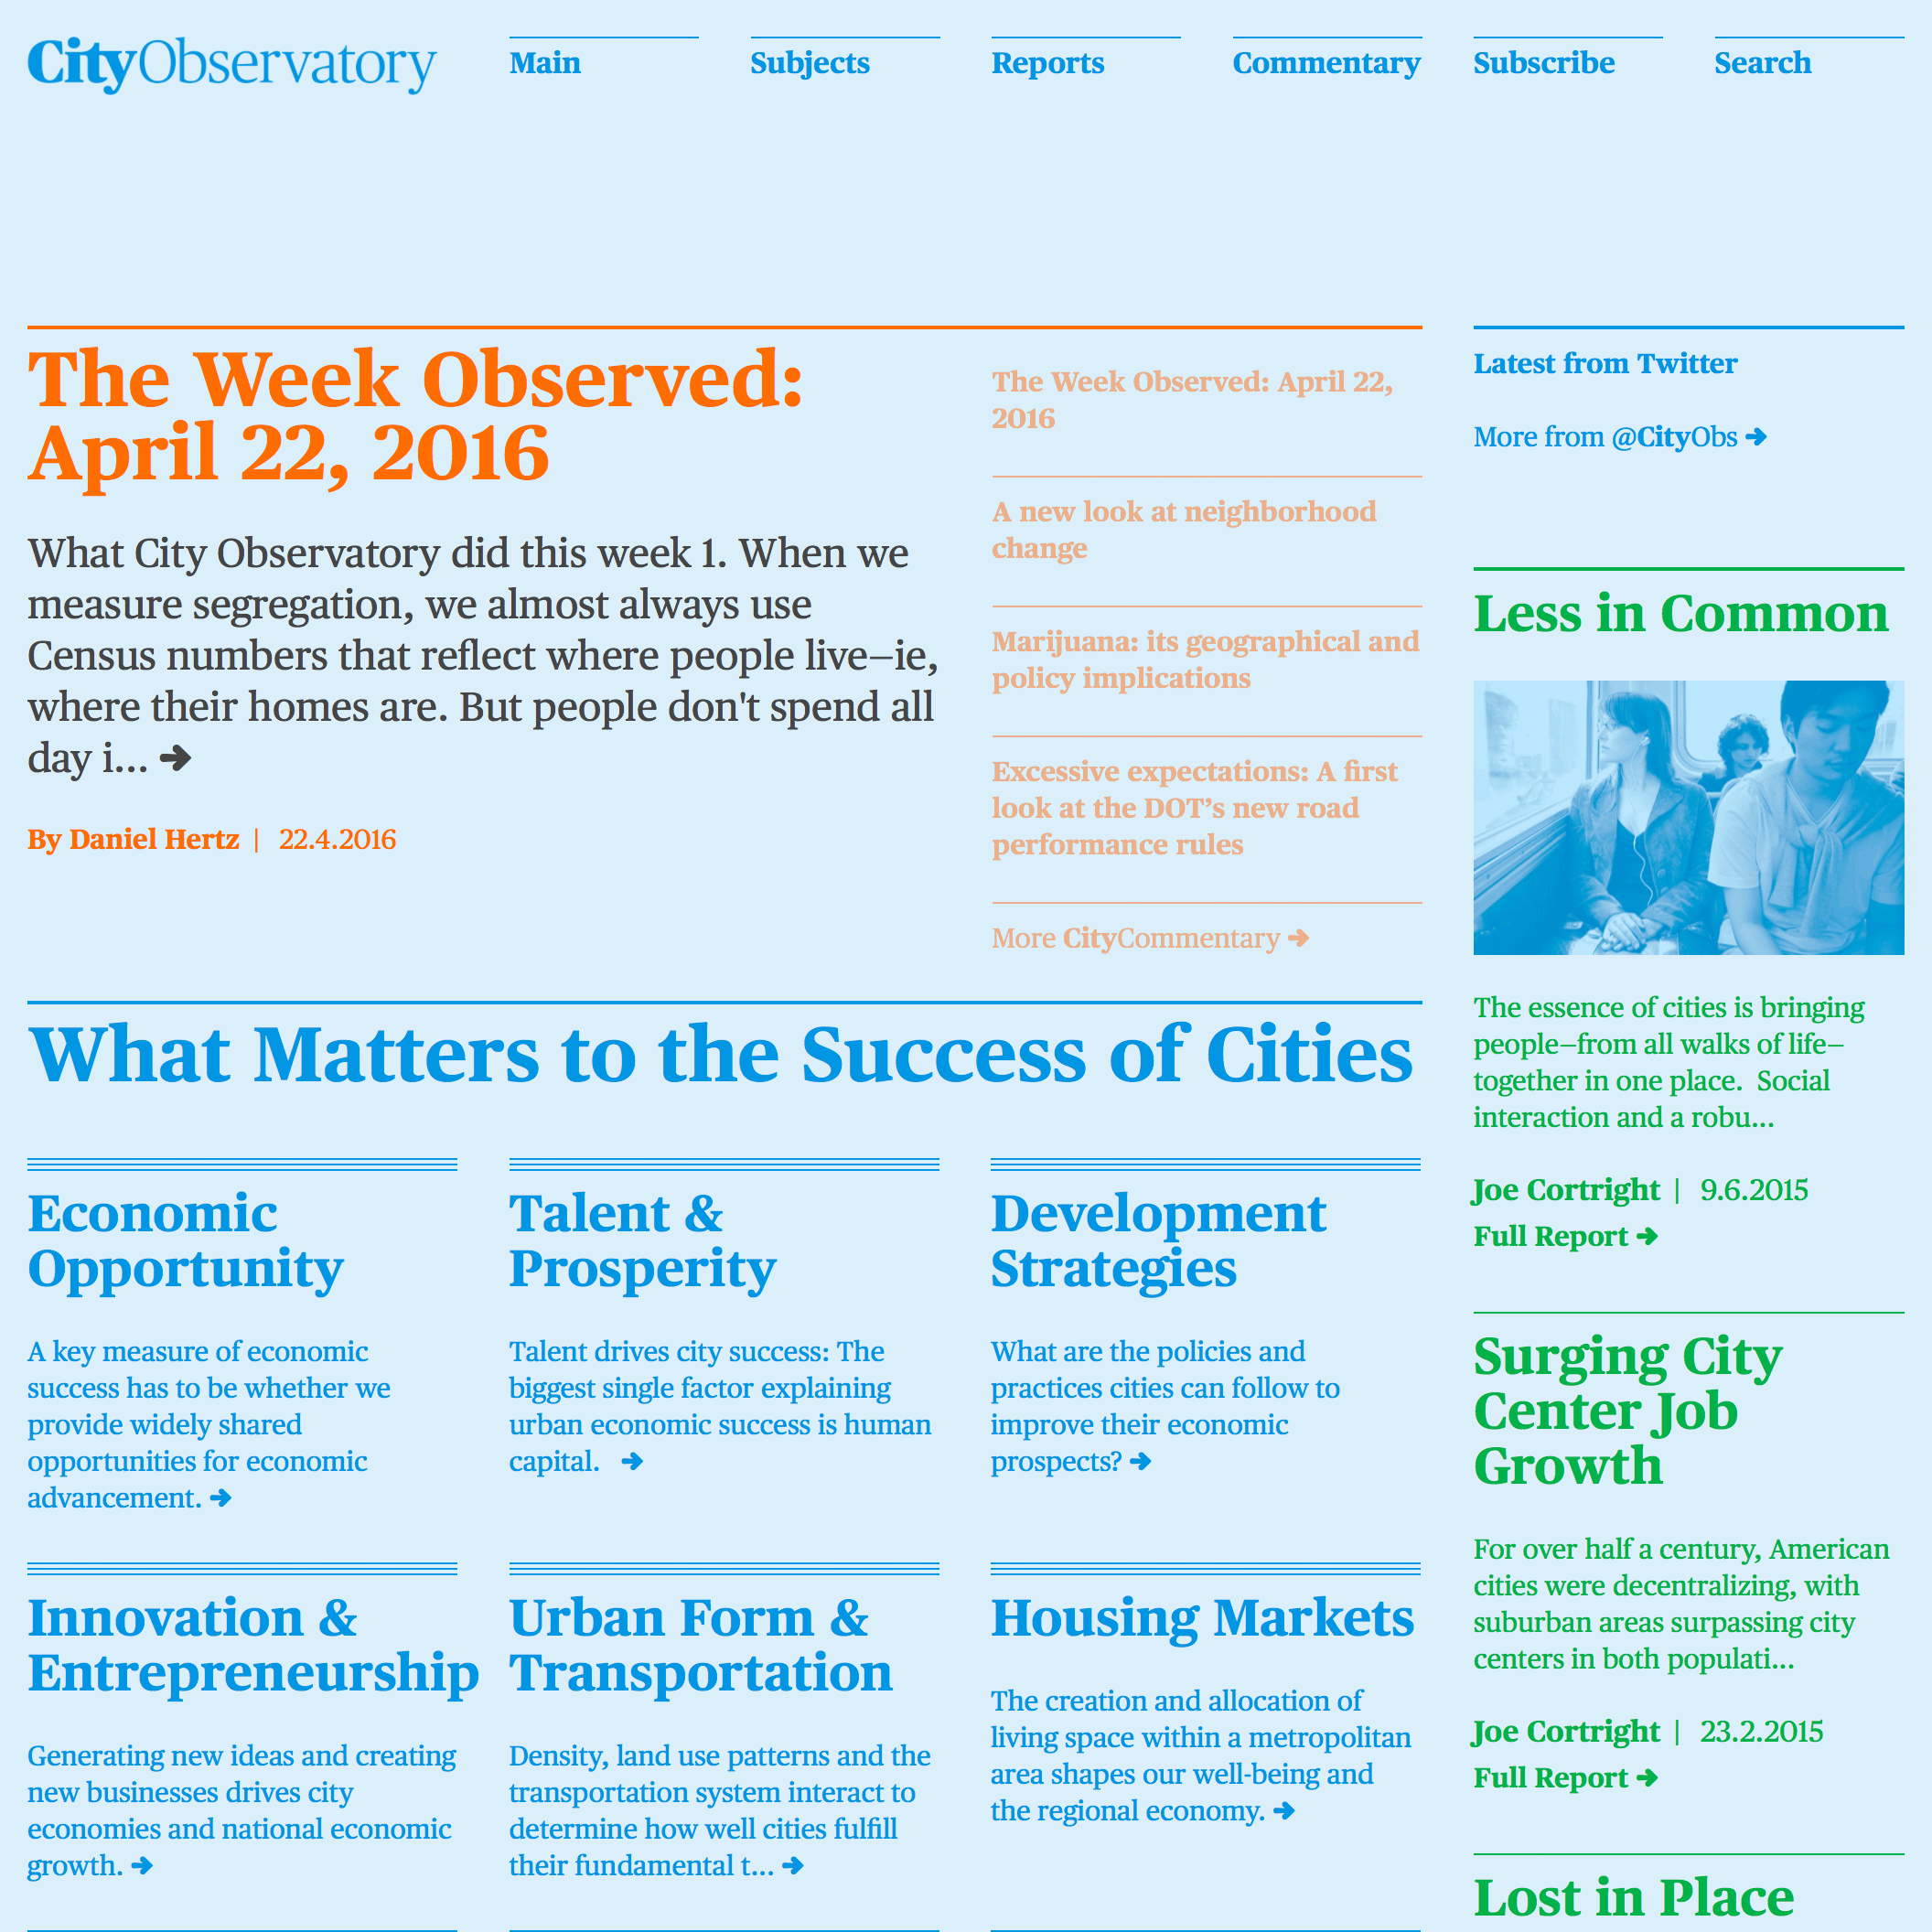 CityObservatory
Main
Subjects
Reports
Commentary
Subscribe
Search
The Week Observed:
April 22, 2016
What City Observatory did this week 1. When we
measure segregation, we almost always use
Census numbers that reflect where people live—ie,
where their homes are. But people don't spend all
day i... ➔
By Daniel Hertz | 22.4.2016
The Week Observed: April 22,
2016
A new look at neighborhood
change
Marijuana: its geographical and
policy implications
Excessive expectations: A first
look at the DOT’s new road
performance rules
More CityCommentary ➔
Latest from Twitter
More from @CityObs ➔
Less in Common
The essence of cities is bringing
people—from all walks of life—
together in one place.  Social
interaction and a robu...
Joe Cortright | 9.6.2015
Full Report ➔
Surging City
Center Job
Growth
For over half a century, American
cities were decentralizing, with
suburban areas surpassing city
centers in both populati...
Joe Cortright | 23.2.2015
Full Report ➔
Lost in Place
What Matters to the Success of Cities
Economic
Opportunity
A key measure of economic
success has to be whether we
provide widely shared
opportunities for economic
advancement. ➔
Talent &
Prosperity
Talent drives city success: The
biggest single factor explaining
urban economic success is human
capital. ➔
Development
Strategies
What are the policies and
practices cities can follow to
improve their economic
prospects? ➔
Innovation &
Entrepreneurship
Generating new ideas and creating
new businesses drives city
economies and national economic
growth. ➔
Urban Form &
Transportation
Density, land use patterns and the
transportation system interact to
determine how well cities fulfill
their fundamental t... ➔
Housing Markets
The creation and allocation of
living space within a metropolitan
area shapes our well-being and
the regional economy. ➔